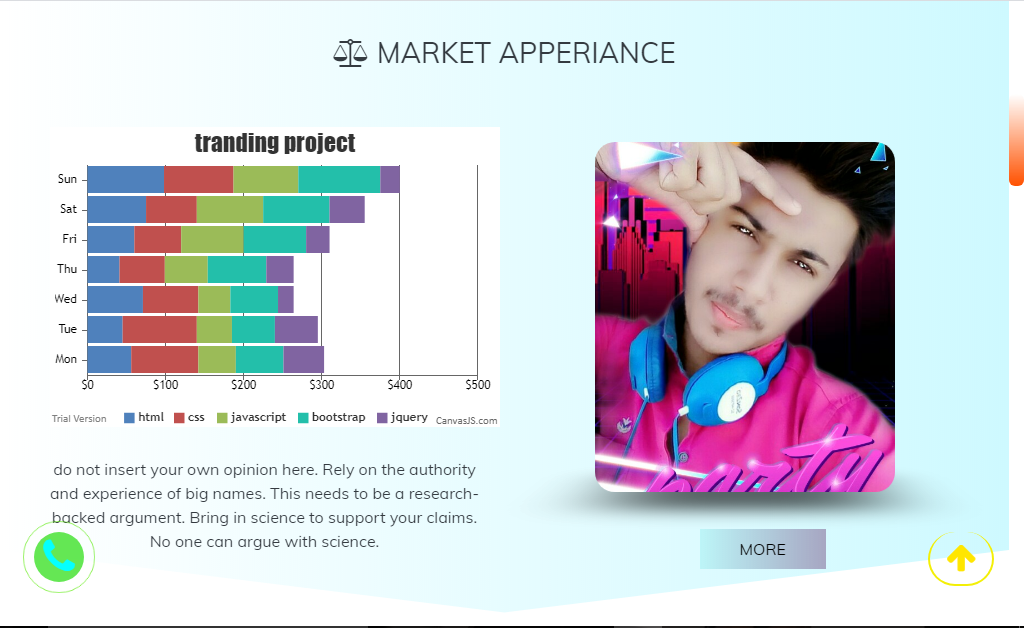 MARKET APPERIANCE
tranding project
Sun
Sat
Fri
Thu
Wed
Tue
Mon
$0 $100 $200 $300 $400 $500
Trial Version
html css javascript bootstrap jquery
CanvasJS.com
do not insert your own opinion here. Rely on the authority
and experience of big names. This needs to be a research-
backed argument. Bring in science to support your claims.
No one can argue with science.
party
MORE